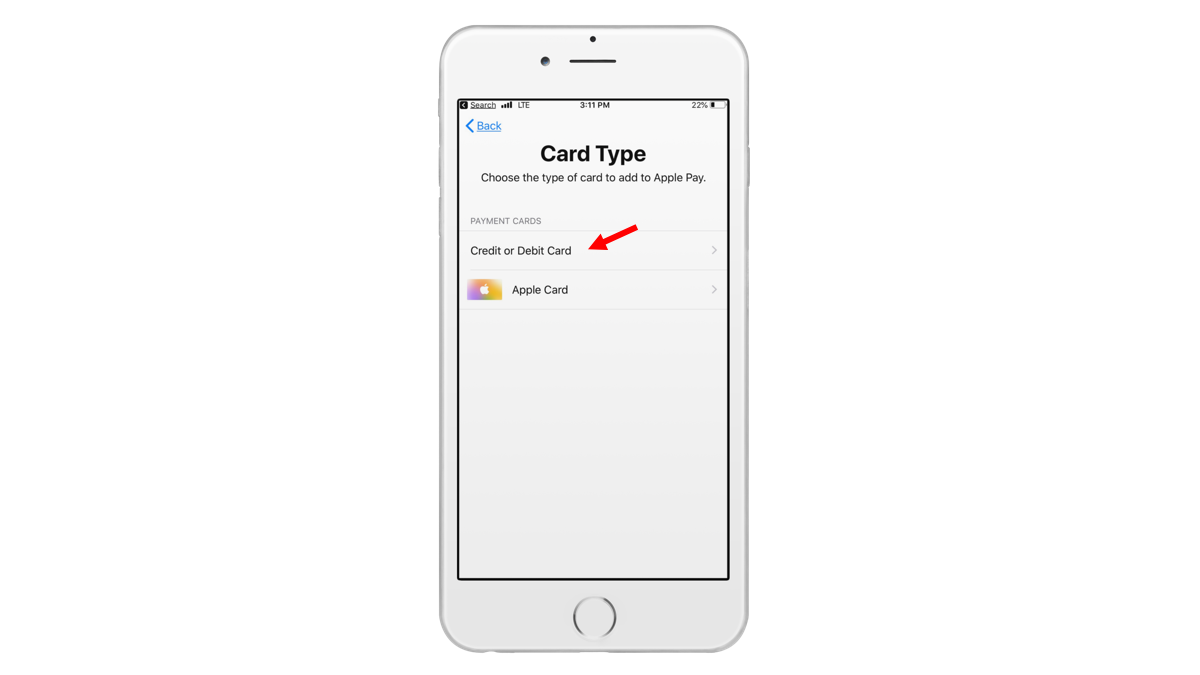 Search LTE 3:11 PM 22%
Back
Card Type
Choose the type of card to add to Apple Pay.
PAYMENT CARDS
Credit or Debit Card
Apple Card